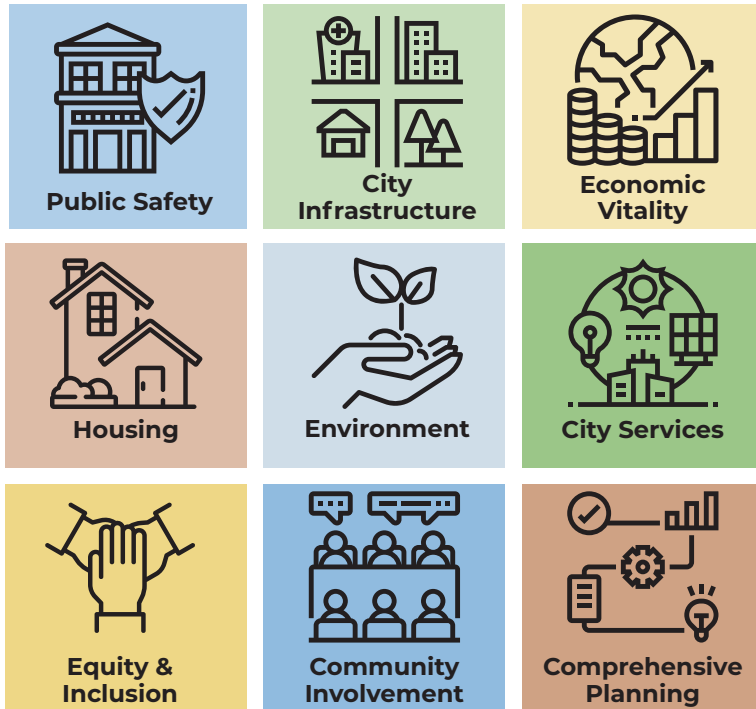 Public Safety
City
Infrastructure
Economic
Vitality
Housing
Environment
City Services
Equity &
Inclusion
Community
Involvement
Comprehensive
Planning